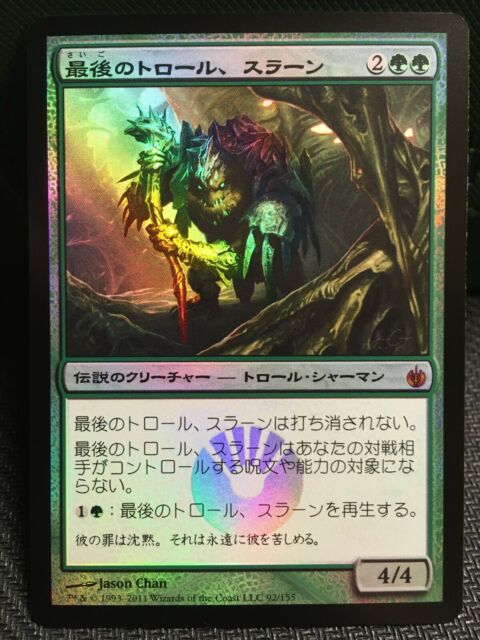 さいご
最後のトロール、スラーン 2
伝説のクリーチャー — トロール・シャーマン
最後のトロール、スラーンは打ち消されない。
最後のトロール、スラーンはあなたの対戦相
手がコントロールする呪文や能力の対象にな
らない。
1：最後のトロール、スラーンを再生する。
彼の罪は沈黙。それは永遠に彼を苦しめる。
Jason Chan
4/4
™ & © 1993–2011 Wizards of the Coast LLC 92/155